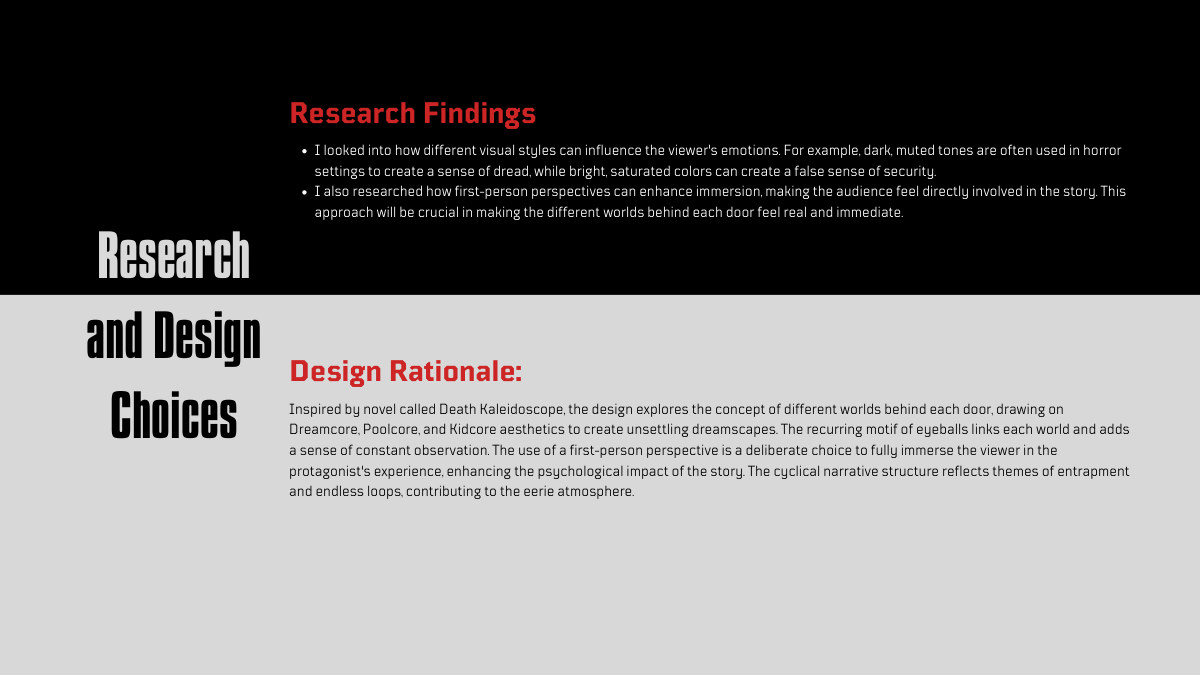 Research
and Design
Choices
Research Findings
• I looked into how different visual styles can influence the viewer's emotions. For example, dark, muted tones are often used in horror
settings to create a sense of dread, while bright, saturated colors can create a false sense of security.
• I also researched how first-person perspectives can enhance immersion, making the audience feel directly involved in the story. This
approach will be crucial in making the different worlds behind each door feel real and immediate.
Design Rationale:
Inspired by novel called Death Kaleidoscope, the design explores the concept of different worlds behind each door, drawing on
Dreamcore, Poolcore, and Kidcore aesthetics to create unsettling dreamscapes. The recurring motif of eyeballs links each world and adds
a sense of constant observation. The use of a first-person perspective is a deliberate choice to fully immerse the viewer in the
protagonist's experience, enhancing the psychological impact of the story. The cyclical narrative structure reflects themes of entrapment
and endless loops, contributing to the eerie atmosphere.